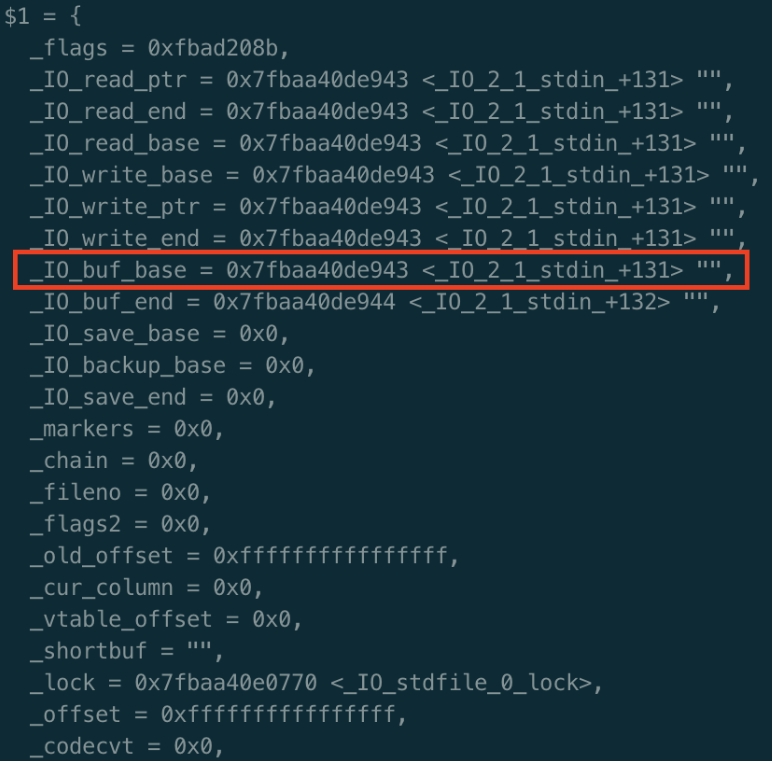 $1 = {
_flags = 0xfbad208b,
_IO_read_ptr = 0x7fbaa40de943 <_IO_2_1_stdin_+131> "",
_IO_read_end = 0x7fbaa40de943 <_IO_2_1_stdin_+131> "",
_IO_read_base = 0x7fbaa40de943 <_IO_2_1_stdin_+131> "",
_IO_write_base = 0x7fbaa40de943 <_IO_2_1_stdin_+131> "",
_IO_write_ptr = 0x7fbaa40de943 <_IO_2_1_stdin_+131> "",
_IO_write_end = 0x7fbaa40de943 <_IO_2_1_stdin_+131> "",
_IO_buf_base = 0x7fbaa40de943 <_IO_2_1_stdin_+131> "",
_IO_buf_end = 0x7fbaa40de944 <_IO_2_1_stdin_+132> "",
_IO_save_base = 0x0,
_IO_backup_base = 0x0,
_IO_save_end = 0x0,
_markers = 0x0,
_chain = 0x0,
_fileno = 0x0,
_flags2 = 0x0,
_old_offset = 0xffffffffffffffff,
_cur_column = 0x0,
_vtable_offset = 0x0,
_shortbuf = "",
_lock = 0x7fbaa40e0770 <_IO_stdfile_0_lock>,
_offset = 0xffffffffffffffff,
_codecvt = 0x0,